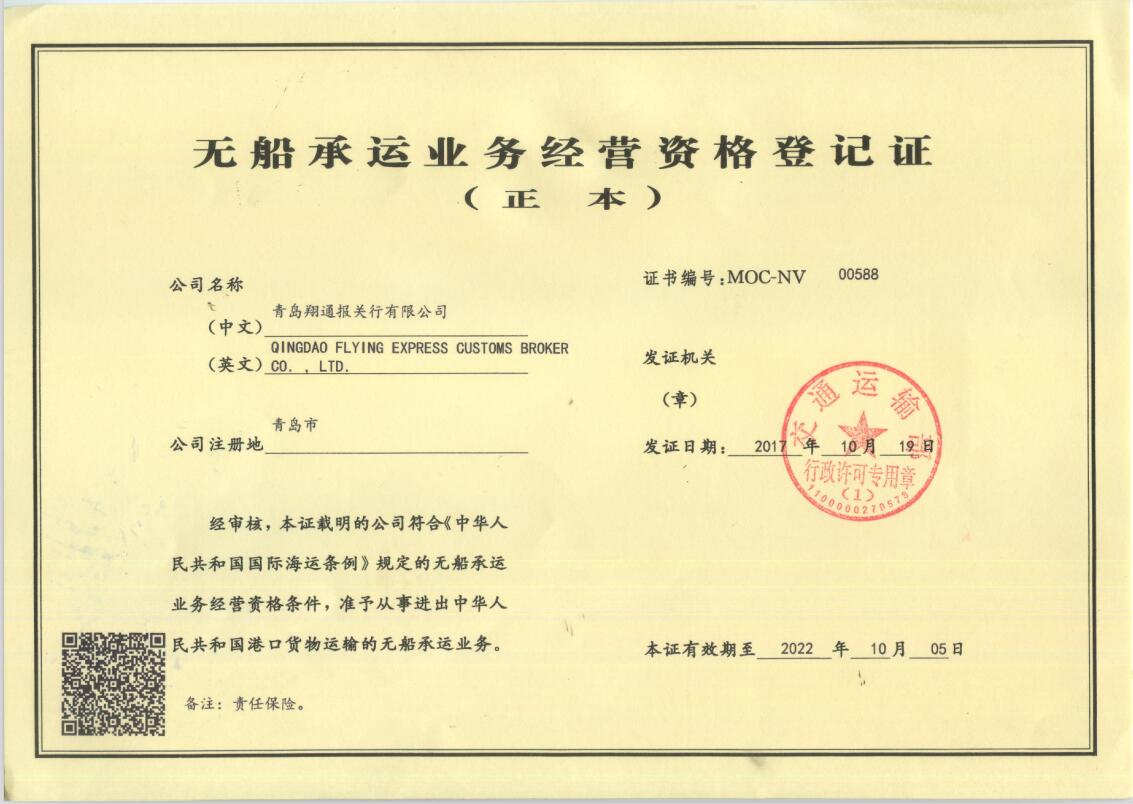 无船承运业务经营资格登记证
（正 本）
公司名称
（中文）青岛翔通报关行有限公司
（英文）QINGDAO FLYING EXPRESS CUSTOMS BROKER
CO.，LTD.
公司注册地 青岛市
经审核，本证载明的公司符合《中华人
民共和国国际海运条例》规定的无船承运
业务经营资格条件，准予从事进出中华人
民共和国港口货物运输的无船承运业务。
备注：责任保险。
证书编号：MOC-NV 00588
发证机关
（章）
发证日期：2017 年 10 月 19 日
交通运输部
行政许可专用章
（1）
1100000270578
本证有效期至 2022 年 10 月 05 日